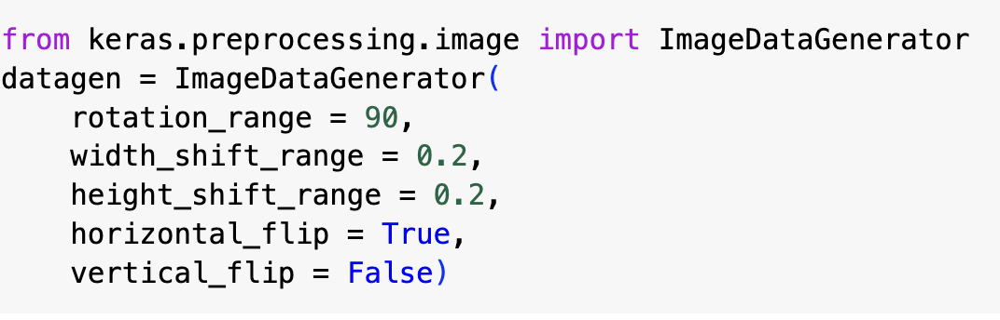 from keras.preprocessing.image import ImageDataGenerator
datagen = ImageDataGenerator(
    rotation_range = 90,
    width_shift_range = 0.2,
    height_shift_range = 0.2,
    horizontal_flip = True,
    vertical_flip = False)